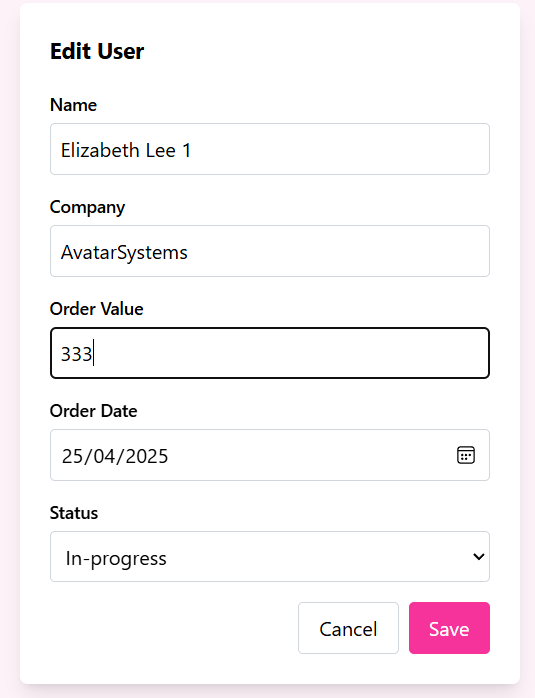 Edit User
Name
Elizabeth Lee 1
Company
AvatarSystems
Order Value
333
Order Date
25/04/2025
Status
In-progress
Cancel Save